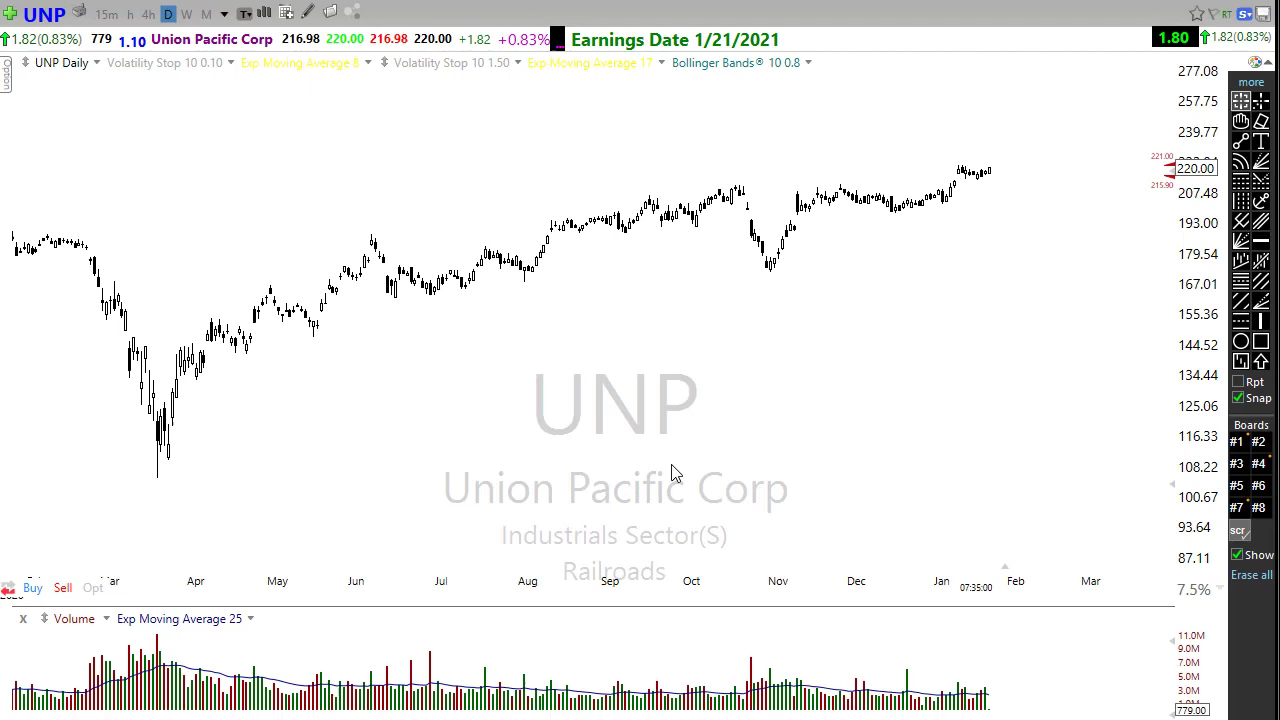 UNP 15m h 4h D W M T RT S
1.82(0.83%) 779 1.10 Union Pacific Corp 216.98 220.00 216.98 220.00 +1.82 +0.83% Earnings Date 1/21/2021 1.80 1.82(0.83%)
Option
UNP Daily Volatility Stop 10 0.10 Exp Moving Average 8 Volatility Stop 10 1.50 Exp Moving Average 17 Bollinger Bands® 10 0.8
277.08
257.75
239.77
221.00
220.00
215.90
207.48
193.00
179.54
167.01
155.36
144.52
134.44
125.06
116.33
108.22
100.67
93.64
87.11
7.5%
more
T
Rpt
Snap
Boards
#1 #2
#3 #4
#5 #6
#7 #8
scr
Show
Erase all
UNP
Union Pacific Corp
Industrials Sector(S)
Railroads
Mar Apr May Jun Jul Aug Sep Oct Nov Dec Jan Feb Mar
07:35:00
Buy Sell Opt
X Volume Exp Moving Average 25
11.0M
9.0M
7.0M
5.0M
3.0M
779.00